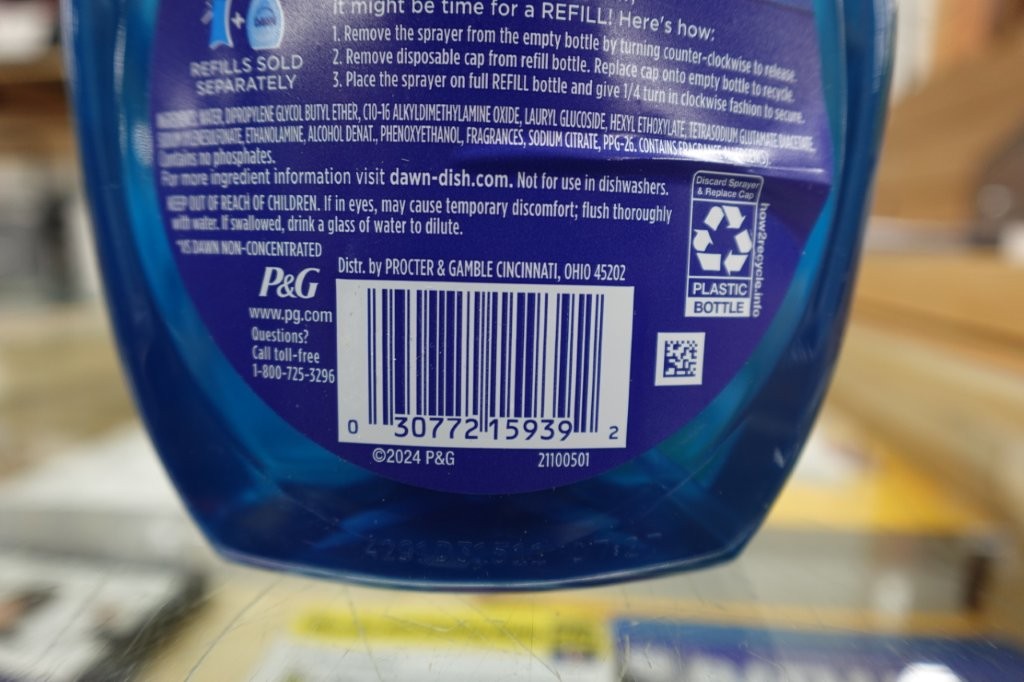 It might be time for a REFILL! Here's how:
1. Remove the sprayer from the empty bottle by turning counter-clockwise to release.
2. Remove disposable cap from refill bottle. Replace cap onto empty bottle to recycle.
3. Place the sprayer on full REFILL bottle and give 1/4 turn in clockwise fashion to secure.
REFILLS SOLD
SEPARATELY
WATER, DIPROPYLENE GLYCOL BUTYL ETHER, C10-16 ALKYLDIMETHYLAMINE OXIDE, LAURYL GLUCOSIDE, HEXYL ETHOXYLATE, TETRASODIUM GLUTAMATE DIACETATE,
ETHANOLAMINE, ALCOHOL DENAT., PHENOXYETHANOL, FRAGRANCES, SODIUM CITRATE, PPG-26. CONTAINS FRAGRANCE
Contains no phosphates.
For more ingredient information visit dawn-dish.com. Not for use in dishwashers.
KEEP OUT OF REACH OF CHILDREN. If in eyes, may cause temporary discomfort; flush thoroughly
with water. If swallowed, drink a glass of water to dilute.
*VS DAWN NON-CONCENTRATED
Discard Sprayer
& Replace Cap
PLASTIC
BOTTLE
how2recycle.info
P&G
www.pg.com
Questions?
Call toll-free
1-800-725-3296
Distr. by PROCTER & GAMBLE CINCINNATI, OHIO 45202
0 30772 15939 2
©2024 P&G 21100501